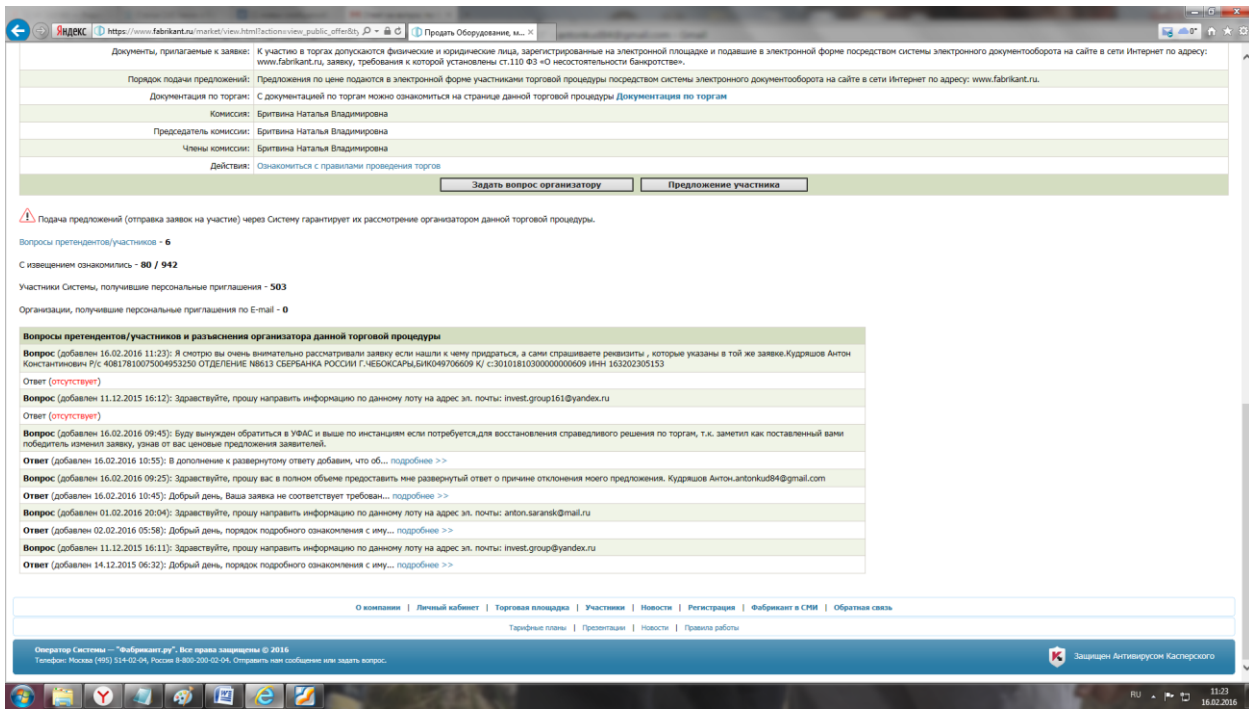 Яндекс https://www.fabrikant.ru/market/view.html?action=view_public_offer&ty Продать Оборудование, м... ×
Документы, прилагаемые к заявке: К участию в торгах допускаются физические и юридические лица, зарегистрированные на электронной площадке и подавшие в электронной форме посредством системы электронного документооборота на сайте в сети Интернет по адресу:
www.fabrikant.ru, заявку, требования к которой установлены ст.110 ФЗ «О несостоятельности банкротстве».
Порядок подачи предложений: Предложения по цене подаются в электронной форме участниками торговой процедуры посредством системы электронного документооборота на сайте в сети Интернет по адресу: www.fabrikant.ru.
Документация по торгам: С документацией по торгам можно ознакомиться на странице данной торговой процедуры Документация по торгам
Комиссия: Бритвина Наталья Владимировна
Председатель комиссии: Бритвина Наталья Владимировна
Члены комиссии: Бритвина Наталья Владимировна
Действия: Ознакомиться с правилами проведения торгов
Задать вопрос организатору Предложение участника
Подача предложений (отправка заявок на участие) через Систему гарантирует их рассмотрение организатором данной торговой процедуры.
Вопросы претендентов/участников - 6
С извещением ознакомились - 80 / 942
Участники Системы, получившие персональные приглашения - 503
Организации, получившие персональные приглашения по E-mail - 0
Вопросы претендентов/участников и разъяснения организатора данной торговой процедуры
Вопрос (добавлен 16.02.2016 11:23): Я смотрю вы очень внимательно рассматривали заявку если нашли к чему придраться, а сами спрашиваете реквизиты , которые указаны в той же заявке.Кудряшов Антон
Константинович Р/с 40817810075004953250 ОТДЕЛЕНИЕ N8613 СБЕРБАНКА РОССИИ Г.ЧЕБОКСАРЫ,БИК049706609 К/ с:30101810300000000609 ИНН 163202305153
Ответ (отсутствует)
Вопрос (добавлен 11.12.2015 16:12): Здравствуйте, прошу направить информацию по данному лоту на адрес эл. почты: invest.group161@yandex.ru
Ответ (отсутствует)
Вопрос (добавлен 16.02.2016 09:45): Буду вынужден обратиться в УФАС и выше по инстанциям если потребуется,для восстановления справедливого решения по торгам, т.к. заметил как поставленный вами
победитель изменил заявку, узнав от вас ценовые предложения заявителей.
Ответ (добавлен 16.02.2016 10:55): В дополнение к развернутому ответу добавим, что об... подробнее >>
Вопрос (добавлен 16.02.2016 09:25): Здравствуйте, прошу вас в полном объеме предоставить мне развернутый ответ о причине отклонения моего предложения. Кудряшов Антон.antonkud84@gmail.com
Ответ (добавлен 16.02.2016 10:45): Добрый день, Ваша заявка не соответствует требован... подробнее >>
Вопрос (добавлен 01.02.2016 20:04): Здравствуйте, прошу направить информацию по данному лоту на адрес эл. почты: anton.saransk@mail.ru
Ответ (добавлен 02.02.2016 05:58): Добрый день, порядок подробного ознакомления с иму... подробнее >>
Вопрос (добавлен 11.12.2015 16:11): Здравствуйте, прошу направить информацию по данному лоту на адрес эл. почты: invest.group@yandex.ru
Ответ (добавлен 14.12.2015 06:32): Добрый день, порядок подробного ознакомления с иму... подробнее >>
О компании | Личный кабинет | Торговая площадка | Участники | Новости | Регистрация | Фабрикант в СМИ | Обратная связь
Тарифные планы | Презентации | Новости | Правила работы
Оператор Системы — "Фабрикант.ру". Все права защищены © 2016
Телефон: Москва (495) 514-02-04, Россия 8-800-200-02-04. Отправить нам сообщение или задать вопрос.
Защищен Антивирусом Касперского
RU 11:23
16.02.2016